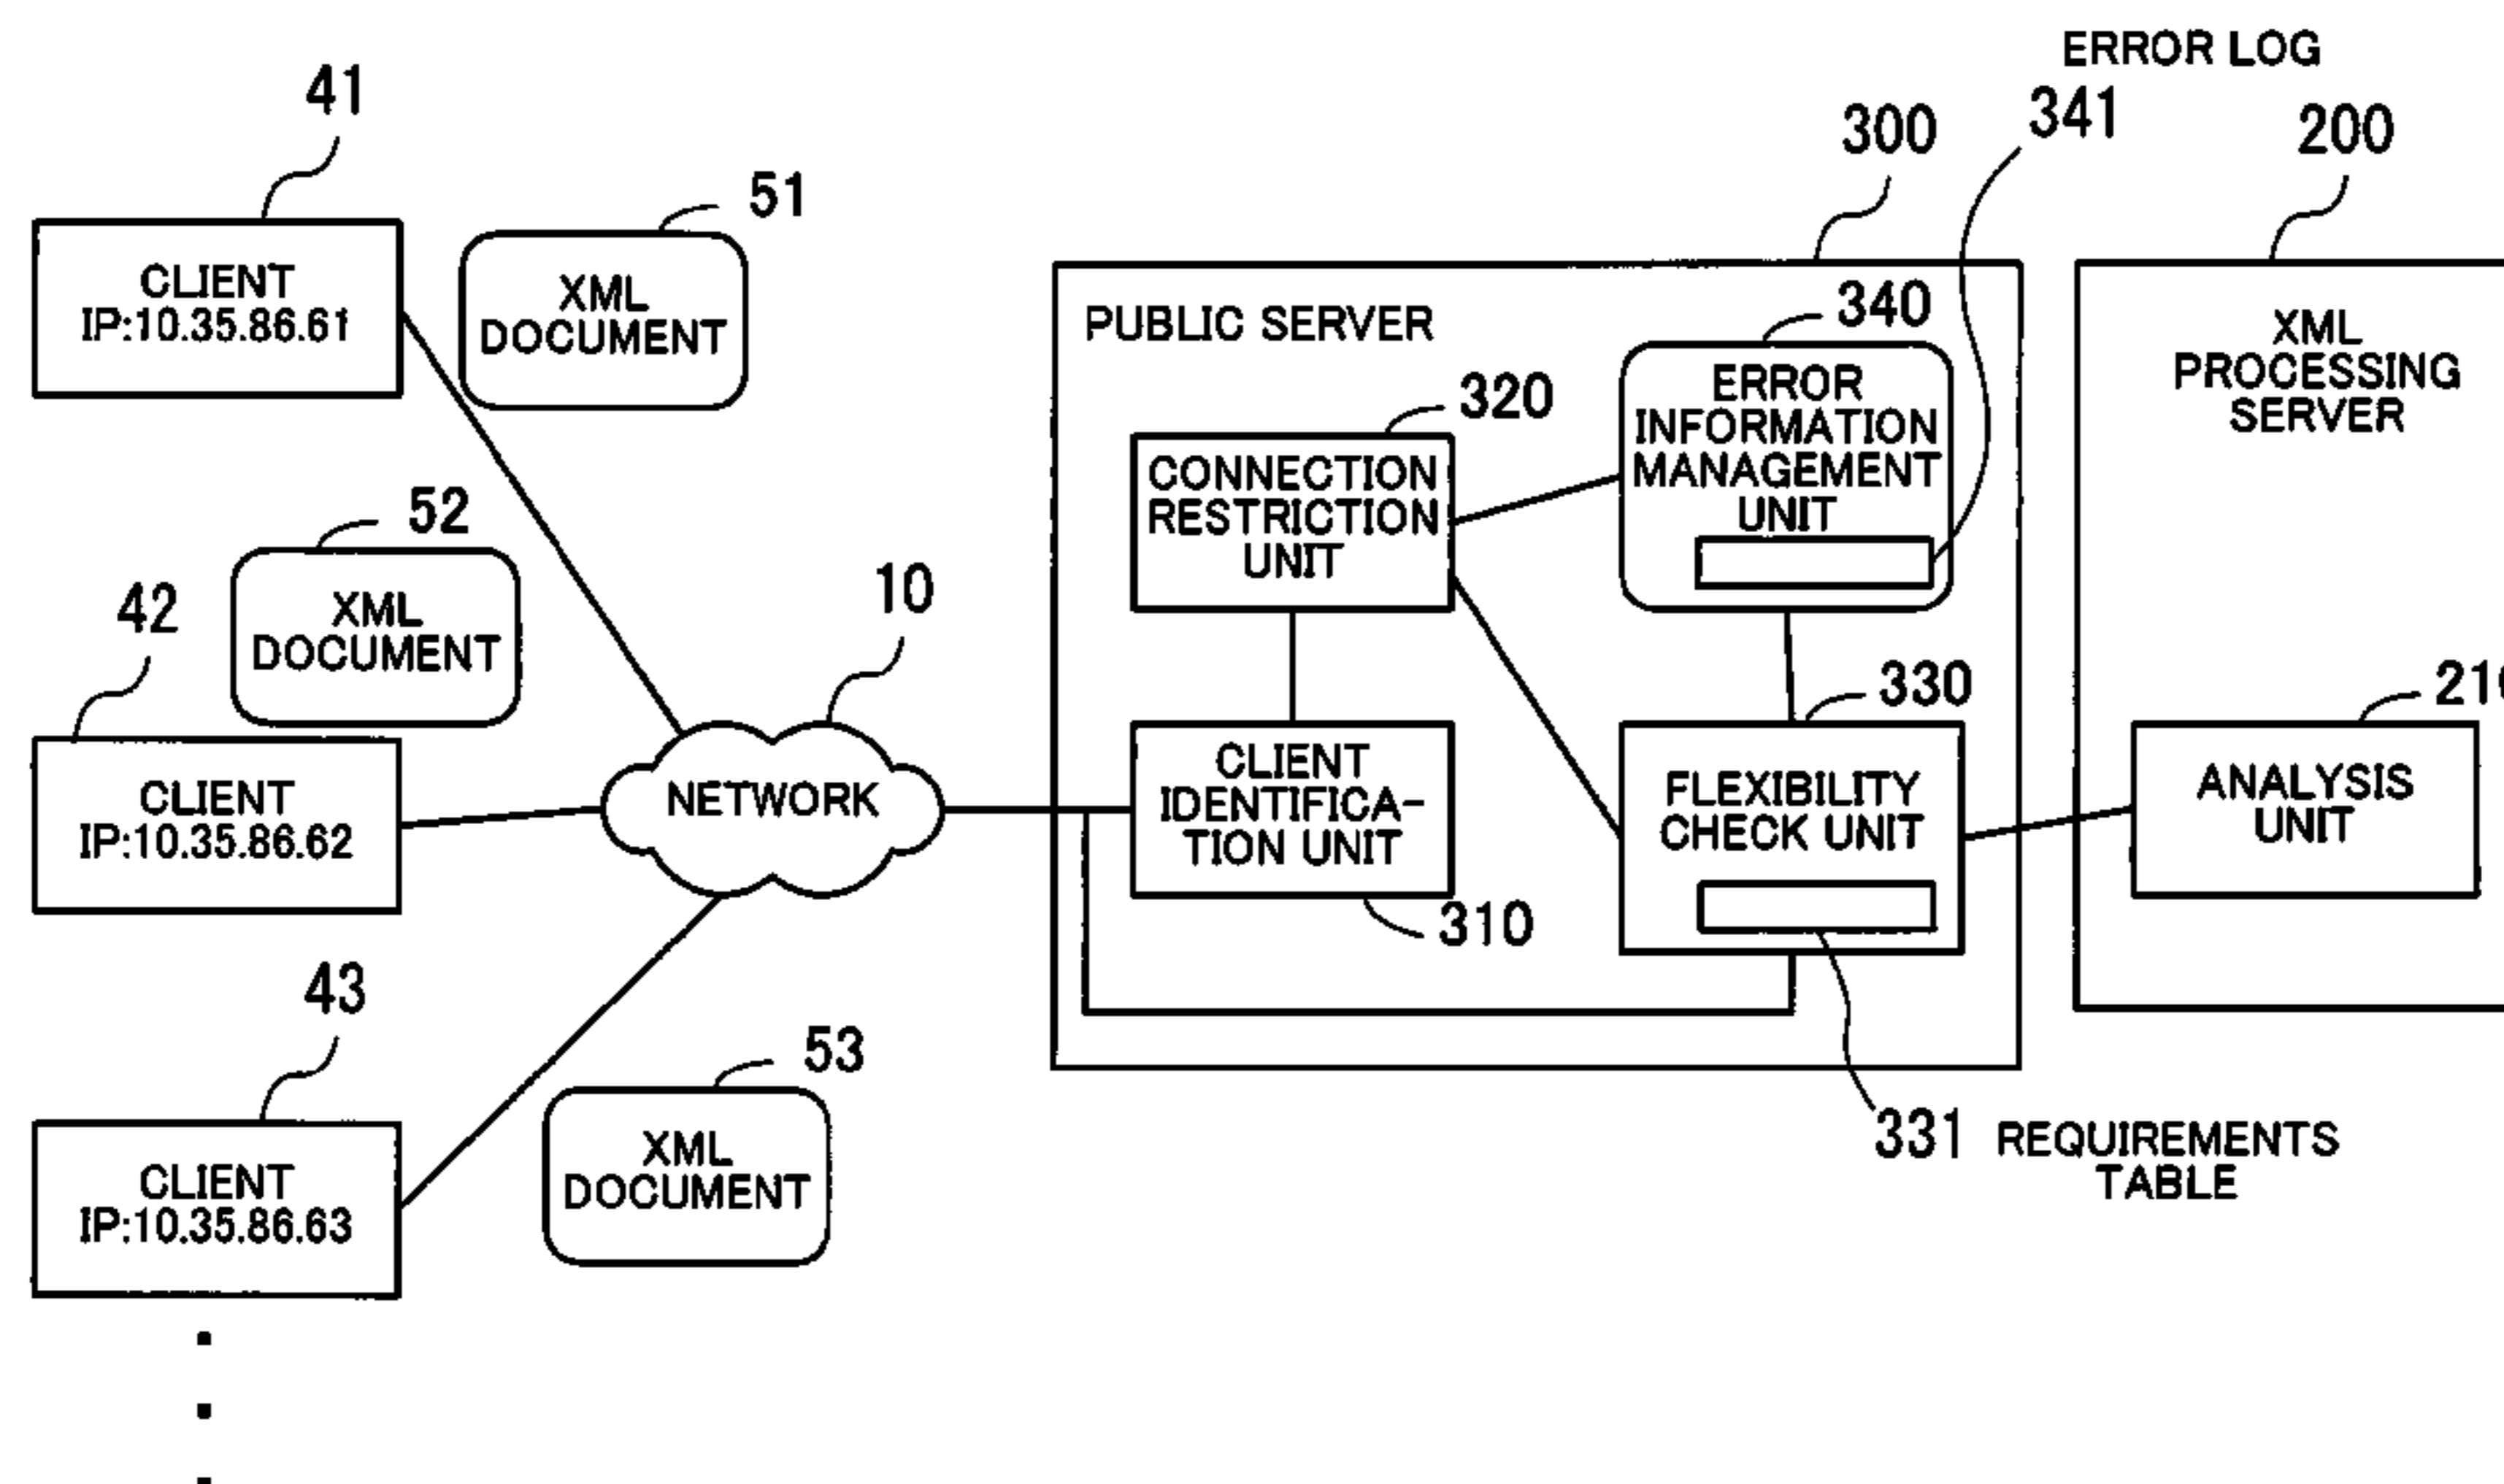 ERROR LOG
341
300
200
41
51
CLIENT
IP:10.35.86.61
XML
DOCUMENT
PUBLIC SERVER
340
ERROR
INFORMATION
MANAGEMENT
UNIT
XML
PROCESSING
SERVER
320
CONNECTION
RESTRICTION
UNIT
52
XML
DOCUMENT
42
CLIENT
IP:10.35.86.62
10
NETWORK
CLIENT
IDENTIFICA-
TION UNIT
310
330
FLEXIBILITY
CHECK UNIT
210
ANALYSIS
UNIT
43
CLIENT
IP:10.35.86.63
53
XML
DOCUMENT
331
REQUIREMENTS
TABLE